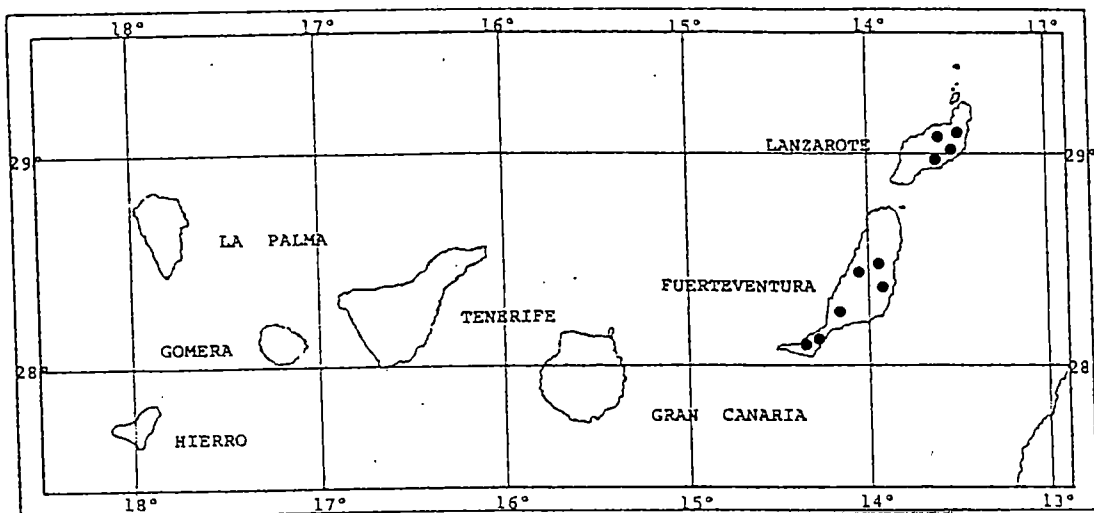 18° 17° 16° 15° 14° 13°
LANZAROTE
29° 29°
LA PALMA
FUERTEVENTURA
TENERIFE
GOMERA
28° 28°
GRAN CANARIA
HIERRO
18° 17° 16° 15° 14° 13°